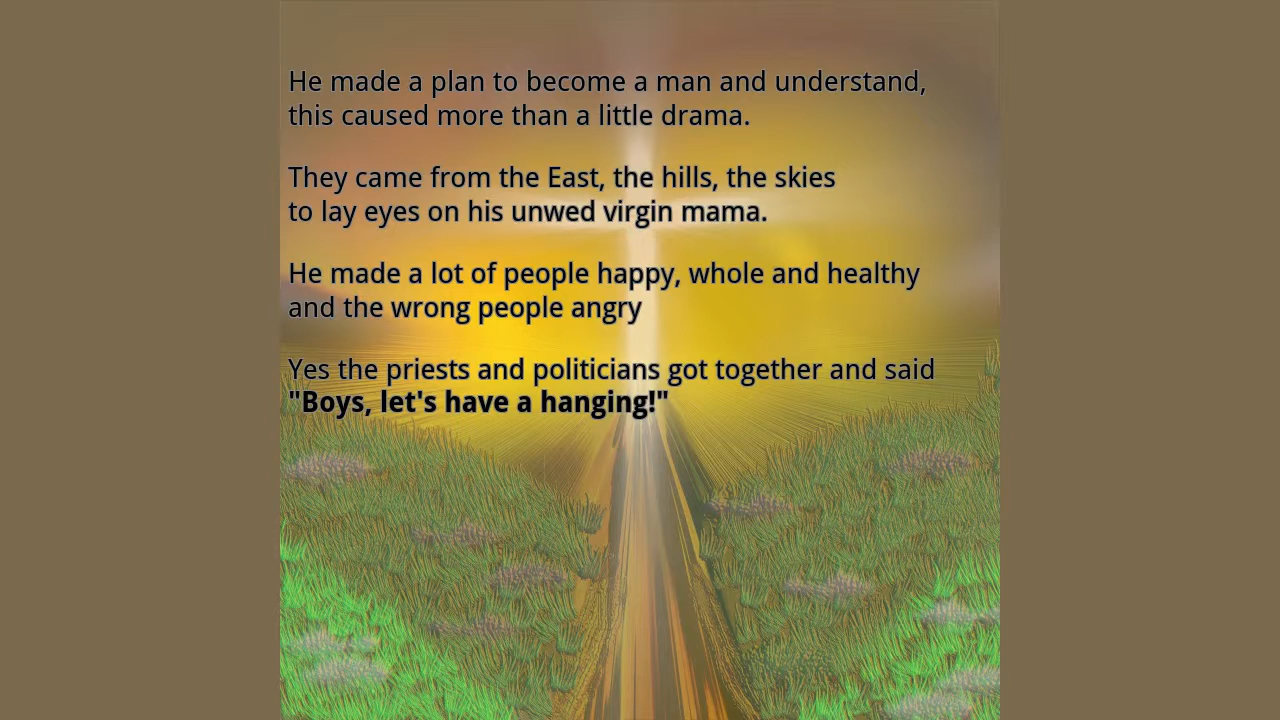 He made a plan to become a man and understand,
this caused more than a little drama.
They came from the East, the hills, the skies
to lay eyes on his unwed virgin mama.
He made a lot of people happy, whole and healthy
and the wrong people angry
Yes the priests and politicians got together and said
"Boys, let's have a hanging!"